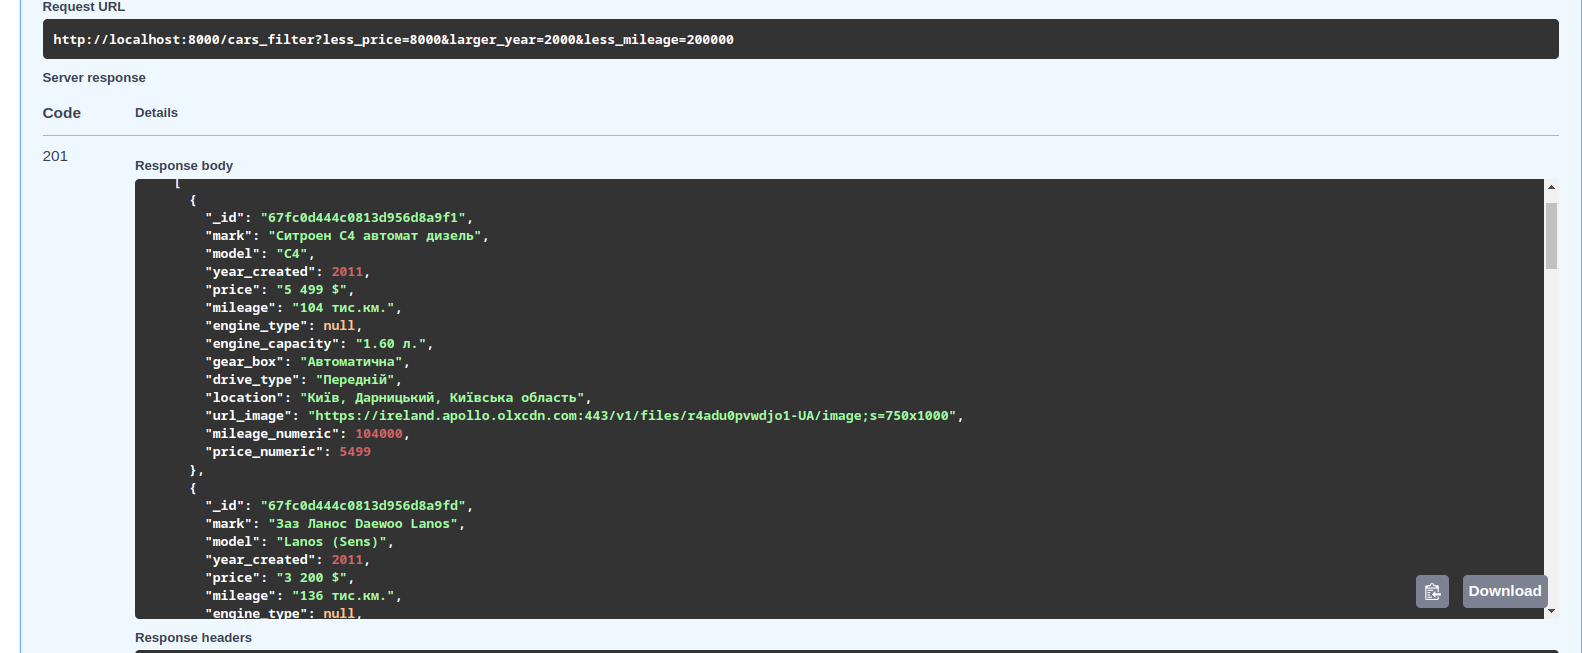 Request URL
http://localhost:8000/cars_filter?less_price=8000&larger_year=2000&less_mileage=200000
Server response
Code Details
201
Response body
[
{
"_id": "67fc0d444c0813d956d8a9f1",
"mark": "Ситроен С4 автомат дизель",
"model": "C4",
"year_created": 2011,
"price": "5 499 $",
"mileage": "104 тис.км.",
"engine_type": null,
"engine_capacity": "1.60 л.",
"gear_box": "Автоматична",
"drive_type": "Передній",
"location": "Київ, Дарницький, Київська область",
"url_image": "https://ireland.apollo.olxcdn.com:443/v1/files/r4adu0pvwdjo1-UA/image;s=750x1000",
"mileage_numeric": 104000,
"price_numeric": 5499
},
{
"_id": "67fc0d444c0813d956d8a9fd",
"mark": "Заз Ланос Daewoo Lanos",
"model": "Lanos (Sens)",
"year_created": 2011,
"price": "3 200 $",
"mileage": "136 тис.км.",
"engine_type": null,
Download
Response headers